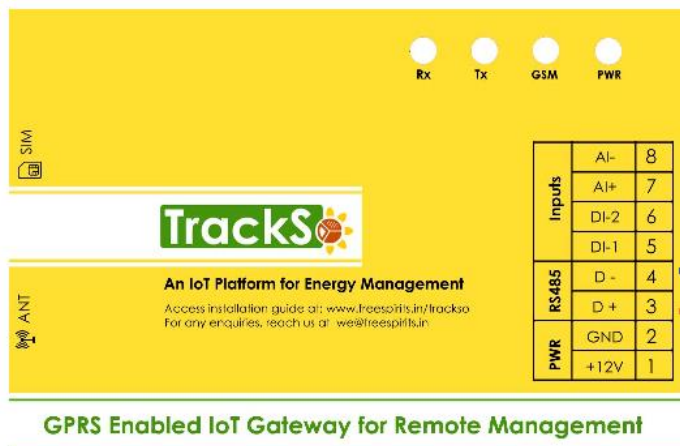 Rx Tx GSM PWR
SIM
ANT
TrackSo
An IoT Platform for Energy Management
Access installation guide at: www.freespirits.in/trackso
For any enquiries, reach us at we@freespirits.in
Inputs
AI- 8
AI+ 7
DI-2 6
DI-1 5
RS485
D - 4
D + 3
PWR
GND 2
+12V 1
GPRS Enabled IoT Gateway for Remote Management